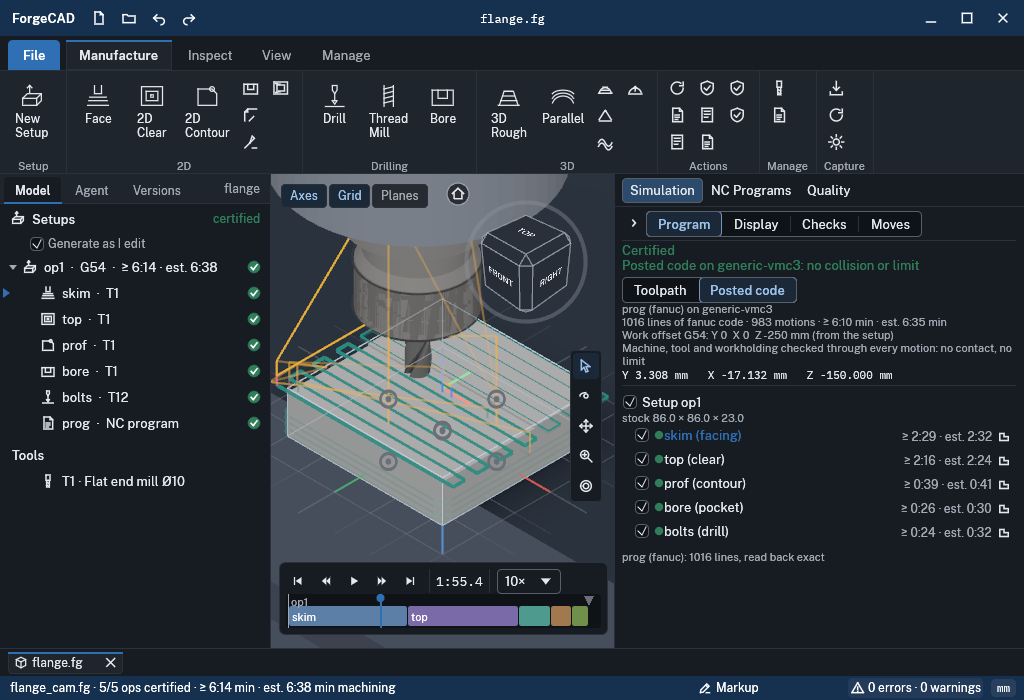 ForgeCAD
flange.fg
File
Manufacture
Inspect
View
Manage
New Setup
Face
2D Clear
2D Contour
Drill
Thread Mill
Bore
3D Rough
Parallel
Setup
2D
Drilling
3D
Actions
Manage
Capture
Model
Agent
Versions
flange
Setups
certified
Generate as I edit
op1 · G54 · ≥ 6:14 · est. 6:38
skim · T1
top · T1
prof · T1
bore · T1
bolts · T12
prog · NC program
Tools
T1 · Flat end mill Ø10
Axes
Grid
Planes
TOP
FRONT
RIGHT
1:55.4
10×
op1
skim
top
Simulation
NC Programs
Quality
Program
Display
Checks
Moves
Certified
Posted code on generic-vmc3: no collision or limit
Toolpath
Posted code
prog (fanuc) on generic-vmc3
1016 lines of fanuc code · 983 motions · ≥ 6:10 min · est. 6:35 min
Work offset G54: Y 0 X 0 Z-250 mm (from the setup)
Machine, tool and workholding checked through every motion: no contact, no
limit
Y 3.308 mm X -17.132 mm Z -150.000 mm
Setup op1
stock 86.0 × 86.0 × 23.0
skim (facing) ≥ 2:29 · est. 2:32
top (clear) ≥ 2:16 · est. 2:24
prof (contour) ≥ 0:39 · est. 0:41
bore (pocket) ≥ 0:26 · est. 0:30
bolts (drill) ≥ 0:24 · est. 0:32
prog (fanuc): 1016 lines, read back exact
flange.fg
flange_cam.fg · 5/5 ops certified · ≥ 6:14 min · est. 6:38 min machining
Markup
0 errors · 0 warnings
mm